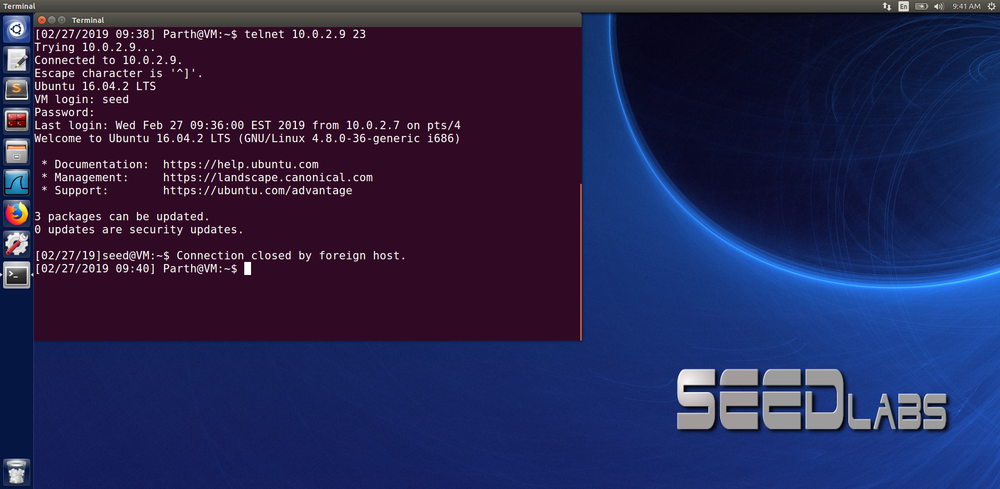 Terminal
En
9:41 AM
Terminal
[02/27/2019 09:38] Parth@VM:~$ telnet 10.0.2.9 23
Trying 10.0.2.9...
Connected to 10.0.2.9.
Escape character is '^]'.
Ubuntu 16.04.2 LTS
VM login: seed
Password:
Last login: Wed Feb 27 09:36:00 EST 2019 from 10.0.2.7 on pts/4
Welcome to Ubuntu 16.04.2 LTS (GNU/Linux 4.8.0-36-generic i686)
* Documentation:  https://help.ubuntu.com
* Management:     https://landscape.canonical.com
* Support:        https://ubuntu.com/advantage
3 packages can be updated.
0 updates are security updates.
[02/27/19]seed@VM:~$ Connection closed by foreign host.
[02/27/2019 09:40] Parth@VM:~$
SEED LABS